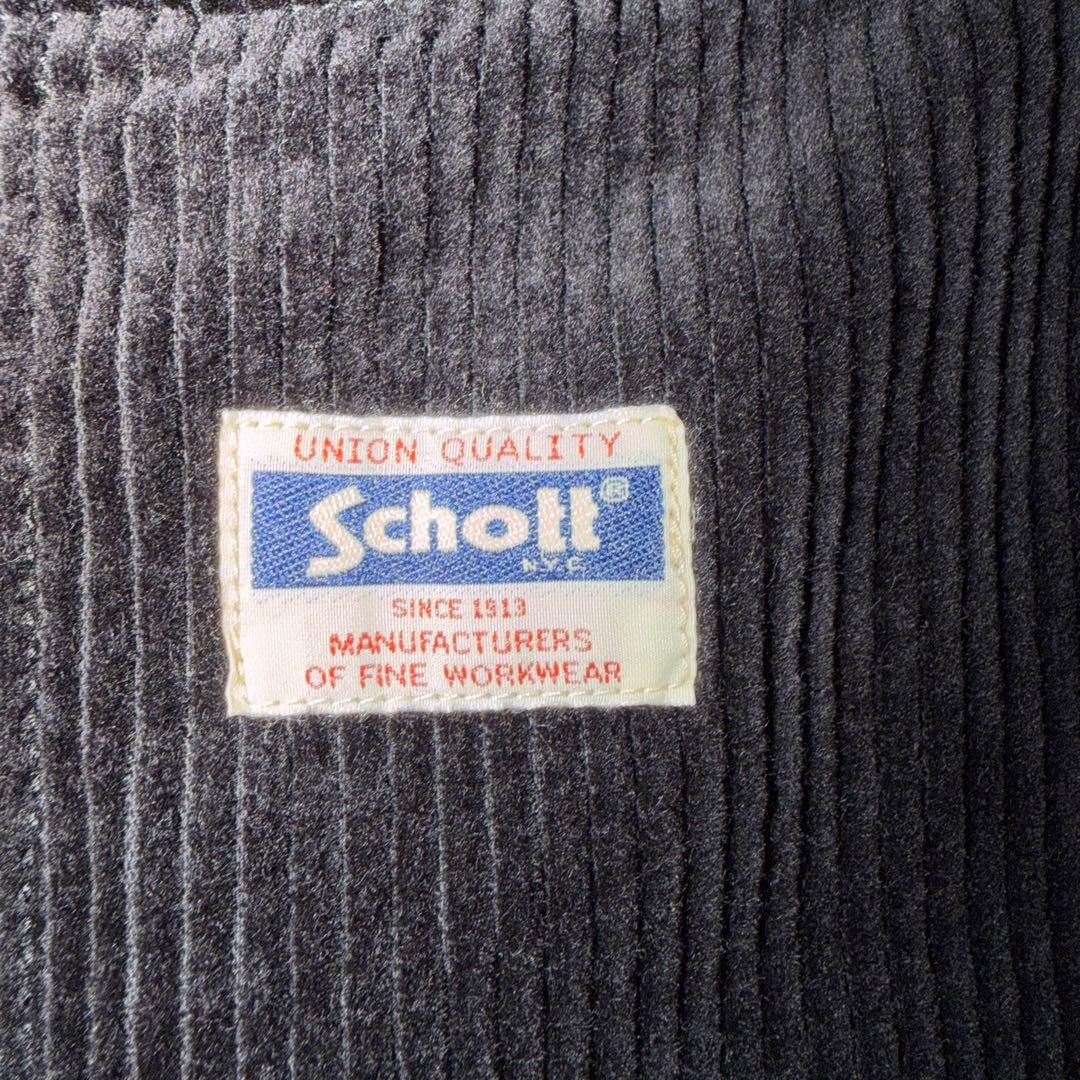 UNION QUALITY
Schott®
N.Y.C.
SINCE 1913
MANUFACTURERS
OF FINE WORKWEAR